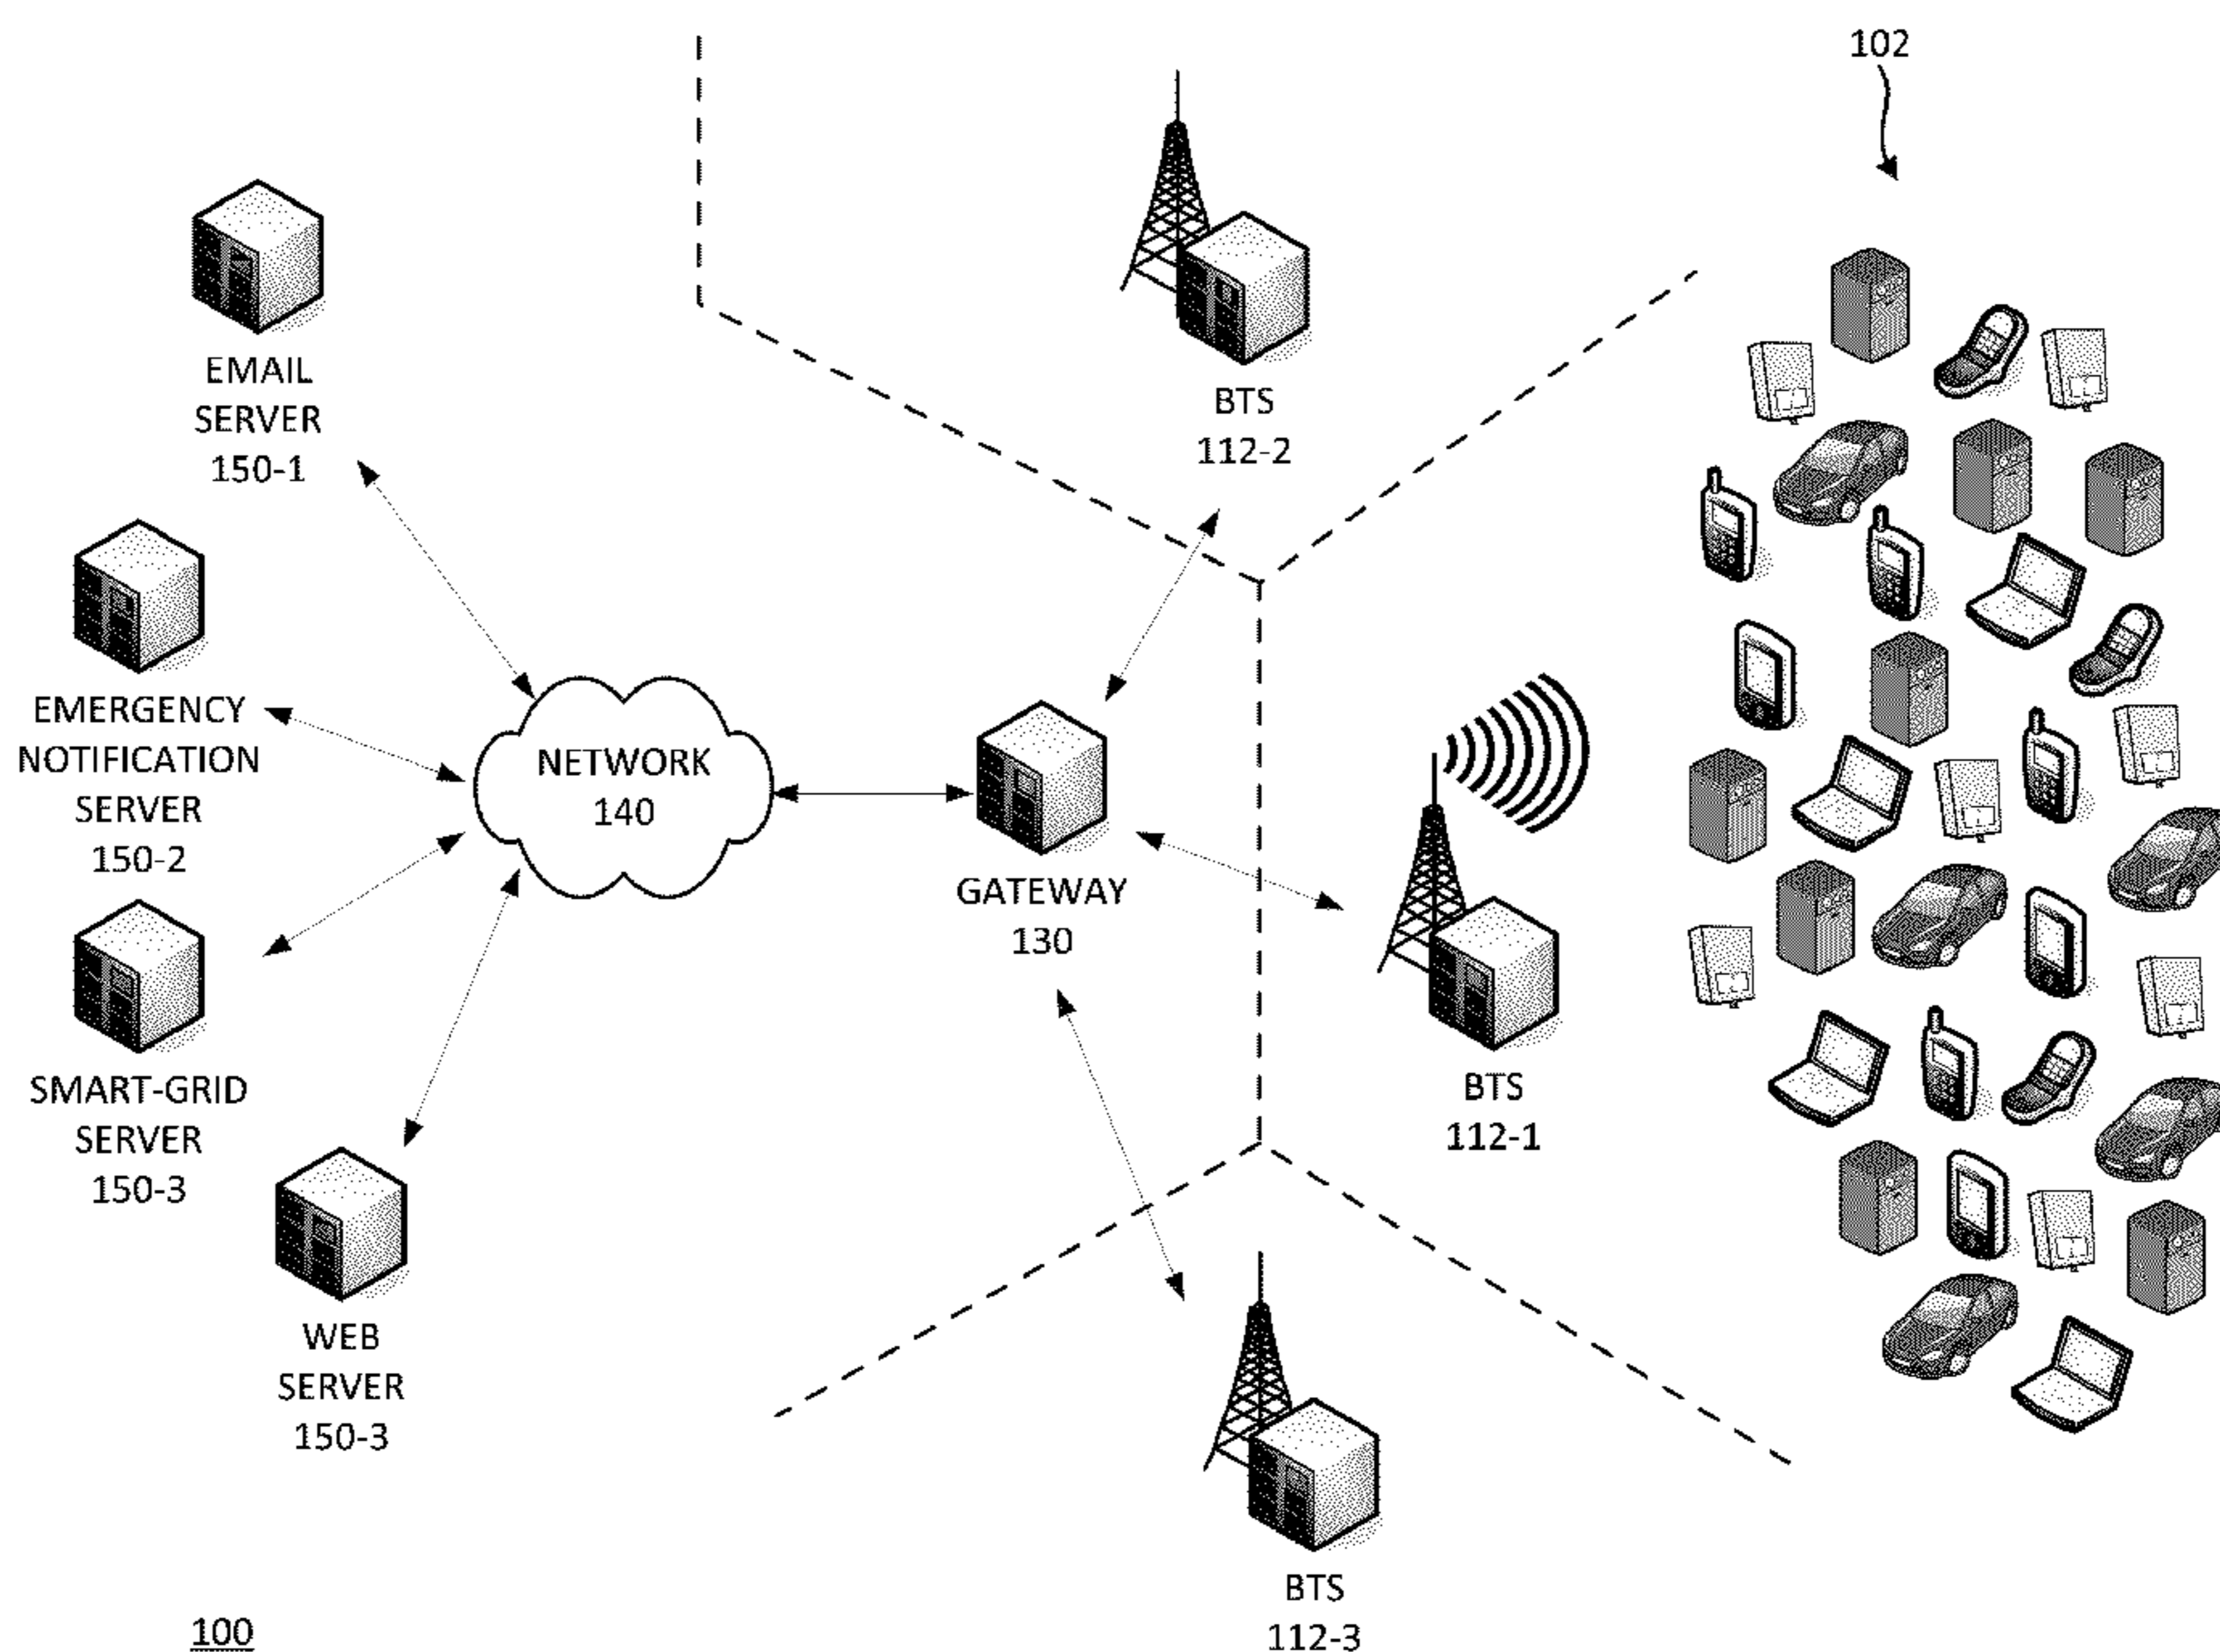 102
EMAIL
SERVER
150-1
BTS
112-2
EMERGENCY
NOTIFICATION
SERVER
150-2
NETWORK
140
GATEWAY
130
SMART-GRID
SERVER
150-3
BTS
112-1
WEB
SERVER
150-3
BTS
112-3
100